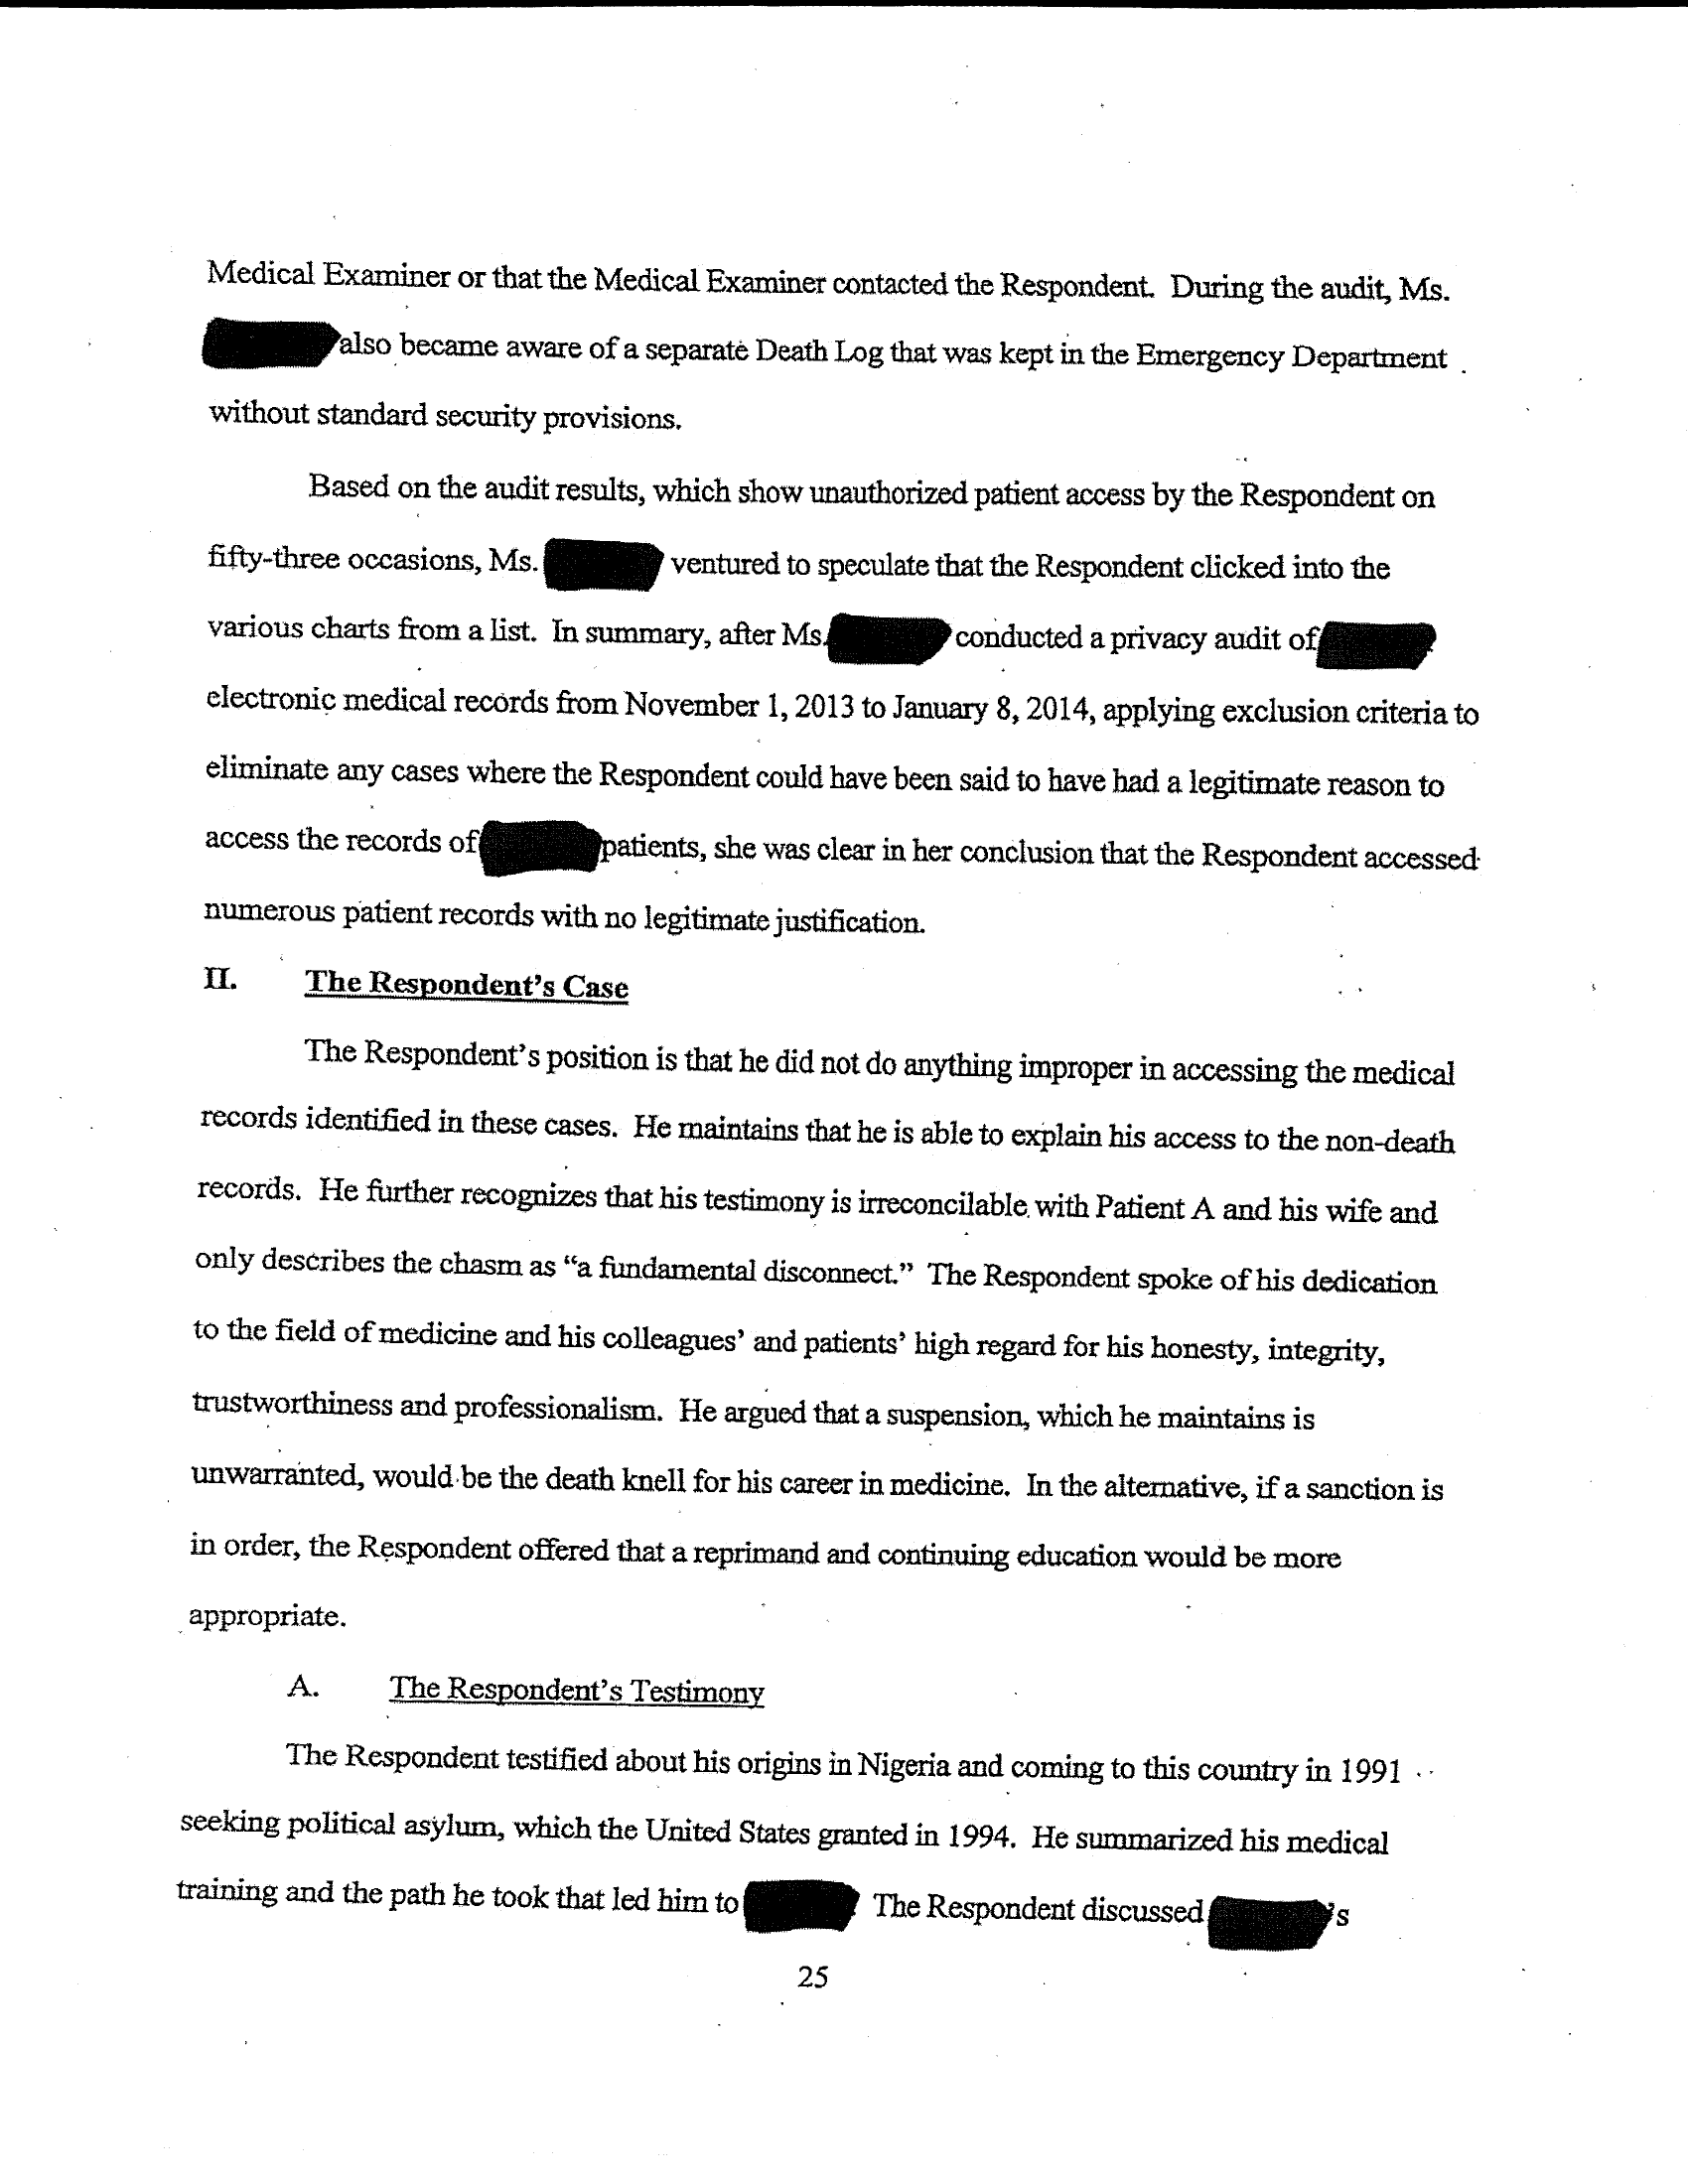 Medical Examiner or that the Medical Examiner contacted the Respondent. During the audit, Ms.
also became aware of a separate Death Log that was kept in the Emergency Department
without standard security provisions.
Based on the audit results, which show unauthorized patient access by the Respondent on
fifty-three occasions, Ms. ventured to speculate that the Respondent clicked into the
various charts from a list. In summary, after Ms. conducted a privacy audit of
electronic medical records from November 1, 2013 to January 8, 2014, applying exclusion criteria to
eliminate any cases where the Respondent could have been said to have had a legitimate reason to
access the records of patients, she was clear in her conclusion that the Respondent accessed
numerous patient records with no legitimate justification.
II. The Respondent's Case
The Respondent's position is that he did not do anything improper in accessing the medical
records identified in these cases. He maintains that he is able to explain his access to the non-death
records. He further recognizes that his testimony is irreconcilable with Patient A and his wife and
only describes the chasm as “a fundamental disconnect.” The Respondent spoke of his dedication
to the field of medicine and his colleagues' and patients' high regard for his honesty, integrity,
trustworthiness and professionalism. He argued that a suspension, which he maintains is
unwarranted, would be the death knell for his career in medicine. In the alternative, if a sanction is
in order, the Respondent offered that a reprimand and continuing education would be more
appropriate.
A. The Respondent's Testimony
The Respondent testified about his origins in Nigeria and coming to this country in 1991
seeking political asylum, which the United States granted in 1994. He summarized his medical
training and the path he took that led him to The Respondent discussed 's
25